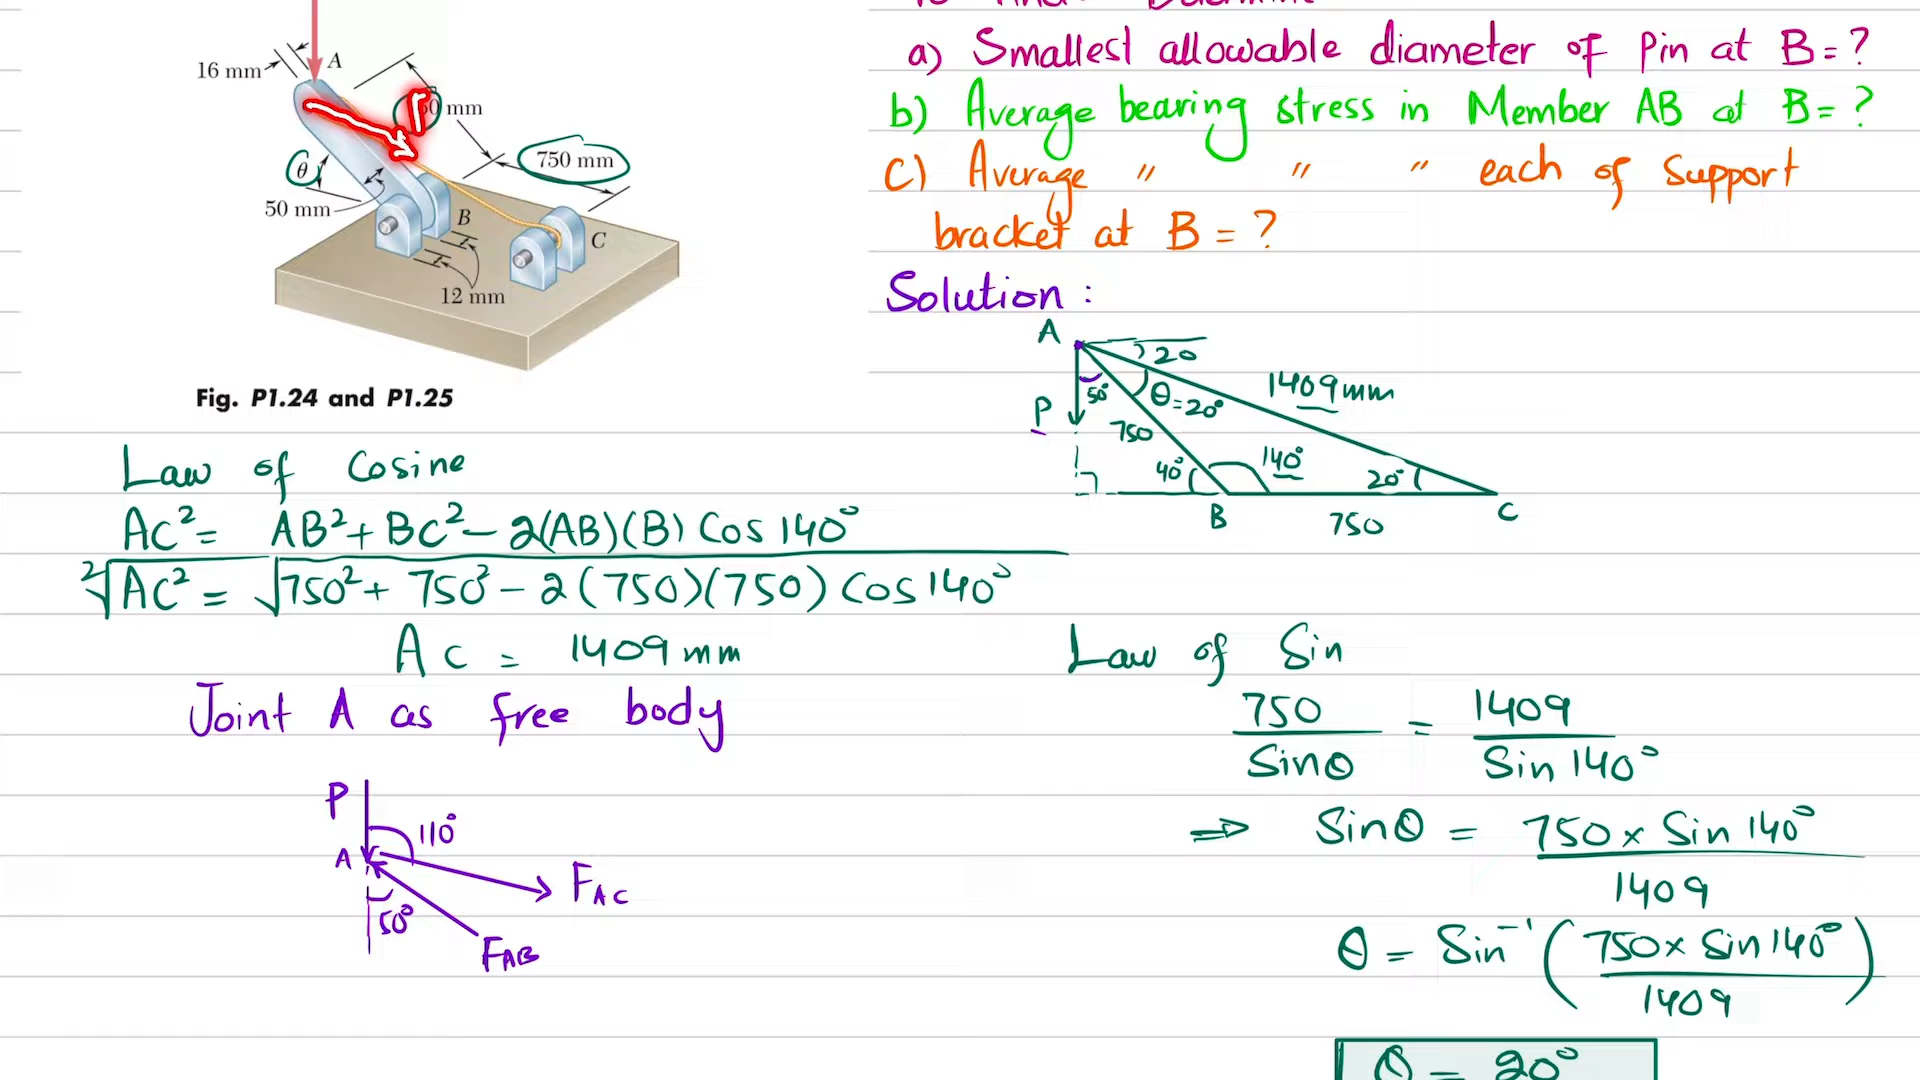 a) Smallest allowable diameter of Pin at B=?
b) Average bearing stress in Member AB at B=?
C) Average " " " each of Support
bracket at B = ?
Solution :
16 mm
A
mm
750 mm
θ
50 mm
B
C
12 mm
Fig. P1.24 and P1.25
A
20
1409mm
50°
θ=20°
P
750
40°
140°
20°
B
750
C
Law of Cosine
AC² = AB² + BC² - 2(AB)(B) Cos 140°
²√AC² = √750² + 750² - 2(750)(750) Cos 140°
AC = 1409 mm
Joint A as free body
P
110°
A
FAC
50°
FAB
Law of Sin
750 / Sinθ = 1409 / Sin 140°
⇒ Sinθ = 750 × Sin 140° / 1409
θ = Sin⁻¹ ( 750 × Sin 140° / 1409 )
θ = 20°